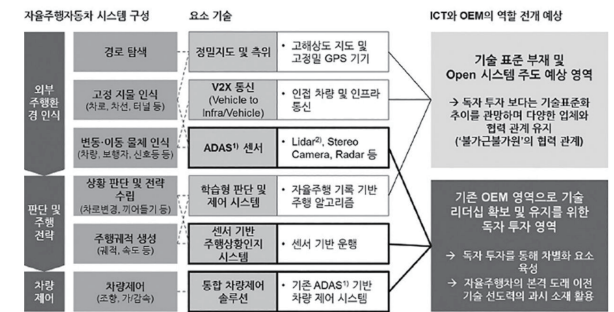 자율주행자동차 시스템 구성
요소 기술
ICT와 OEM의 역할 전개 예상
외부
주행환
경 인식
판단 및
주행
전략
차량
제어
경로 탐색
고정 지물 인식
(차로, 차선, 터널 등)
변동·이동 물체 인식
(차량, 보행자, 신호등 등)
상황 판단 및 전략
수립
(차로변경, 끼어들기 등)
주행궤적 생성
(궤적, 속도 등)
차량제어
(조향, 가/감속)
정밀지도 및 측위
• 고해상도 지도 및
고정밀 GPS 기기
V2X 통신
(Vehicle to
Infra/Vehicle)
• 인접 차량 및 인프라
통신
ADAS1) 센서
• Lidar2), Stereo
Camera, Radar 등
학습형 판단 및
제어 시스템
• 자율주행 기록 기반
주행 알고리즘
센서 기반
주행상황인지
시스템
• 센서 기반 운행
통합 차량제어
솔루션
• 기존 ADAS1) 기반
차량 제어 시스템
기술 표준 부재 및
Open 시스템 주도 예상 영역
→ 독자 투자 보다는 기술표준화
추이를 관망하며 다양한 업체와
협력 관계 유지
('불가근불가원'의 협력 관계)
기존 OEM 영역으로 기술
리더십 확보 및 유지를 위한
독자 투자 영역
→ 독자 투자를 통해 차별화 요소
육성
→ 자율주행차의 본격 도래 이전
기술 선도력의 과시 소재 활용